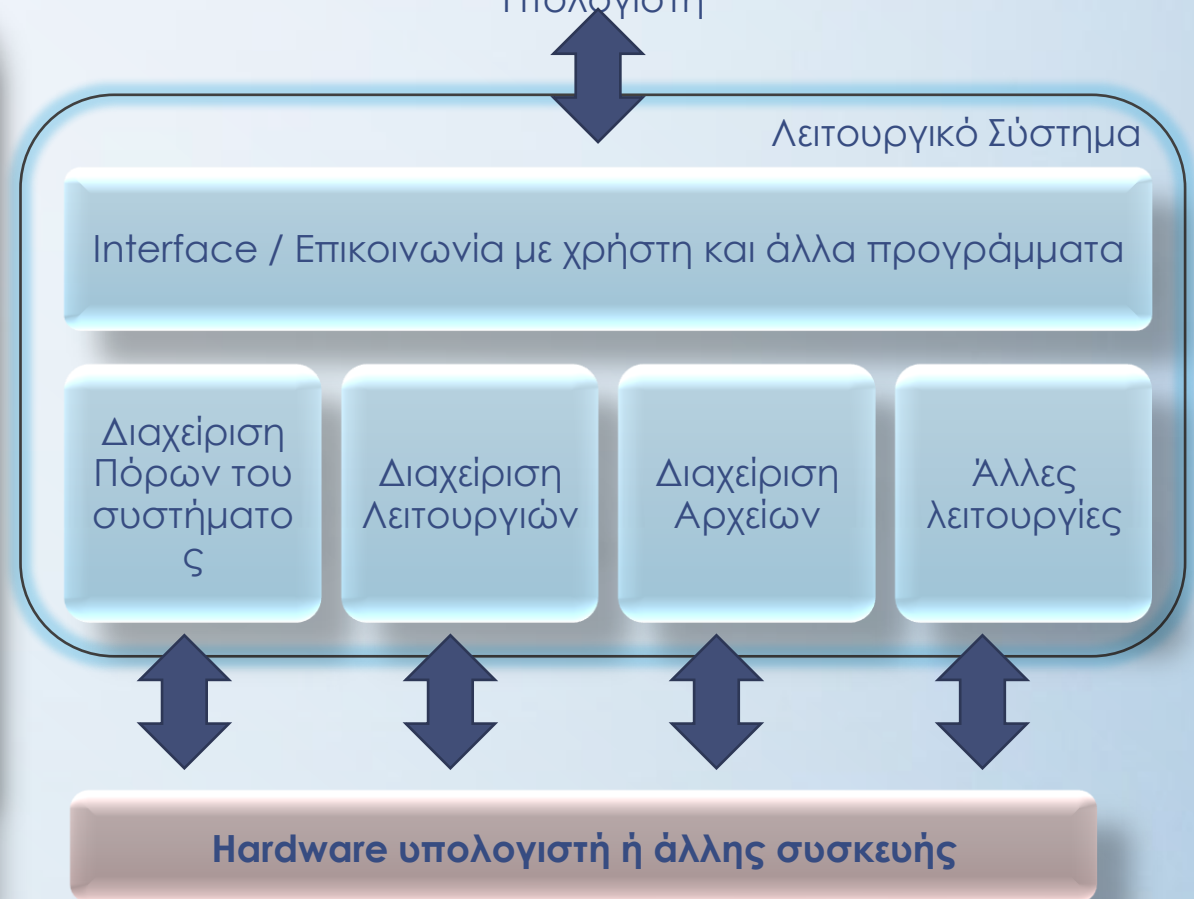 Υπολογιστή
Λειτουργικό Σύστημα
Interface / Επικοινωνία με χρήστη και άλλα προγράμματα
Διαχείριση
Πόρων του
συστήματο
ς
Διαχείριση
Λειτουργιών
Διαχείριση
Αρχείων
Άλλες
λειτουργίες
Hardware υπολογιστή ή άλλης συσκευής